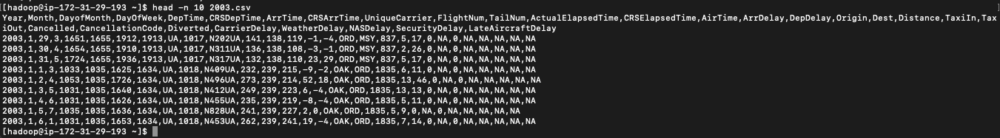 [[hadoop@ip-172-31-29-193 ~]$ head -n 10 2003.csv ]
Year,Month,DayofMonth,DayOfWeek,DepTime,CRSDepTime,ArrTime,CRSArrTime,UniqueCarrier,FlightNum,TailNum,ActualElapsedTime,CRSElapsedTime,AirTime,ArrDelay,DepDelay,Origin,Dest,Distance,TaxiIn,Tax
iOut,Cancelled,CancellationCode,Diverted,CarrierDelay,WeatherDelay,NASDelay,SecurityDelay,LateAircraftDelay
2003,1,29,3,1651,1655,1912,1913,UA,1017,N202UA,141,138,119,-1,-4,ORD,MSY,837,5,17,0,NA,0,NA,NA,NA,NA,NA
2003,1,30,4,1654,1655,1910,1913,UA,1017,N311UA,136,138,108,-3,-1,ORD,MSY,837,2,26,0,NA,0,NA,NA,NA,NA,NA
2003,1,31,5,1724,1655,1936,1913,UA,1017,N317UA,132,138,110,23,29,ORD,MSY,837,5,17,0,NA,0,NA,NA,NA,NA,NA
2003,1,1,3,1033,1035,1625,1634,UA,1018,N409UA,232,239,215,-9,-2,OAK,ORD,1835,6,11,0,NA,0,NA,NA,NA,NA,NA
2003,1,2,4,1053,1035,1726,1634,UA,1018,N496UA,273,239,214,52,18,OAK,ORD,1835,13,46,0,NA,0,NA,NA,NA,NA,NA
2003,1,3,5,1031,1035,1640,1634,UA,1018,N412UA,249,239,223,6,-4,OAK,ORD,1835,13,13,0,NA,0,NA,NA,NA,NA,NA
2003,1,4,6,1031,1035,1626,1634,UA,1018,N455UA,235,239,219,-8,-4,OAK,ORD,1835,5,11,0,NA,0,NA,NA,NA,NA,NA
2003,1,5,7,1035,1035,1636,1634,UA,1018,N828UA,241,239,227,2,0,OAK,ORD,1835,5,9,0,NA,0,NA,NA,NA,NA,NA
2003,1,6,1,1031,1035,1653,1634,UA,1018,N453UA,262,239,241,19,-4,OAK,ORD,1835,7,14,0,NA,0,NA,NA,NA,NA,NA
[hadoop@ip-172-31-29-193 ~]$